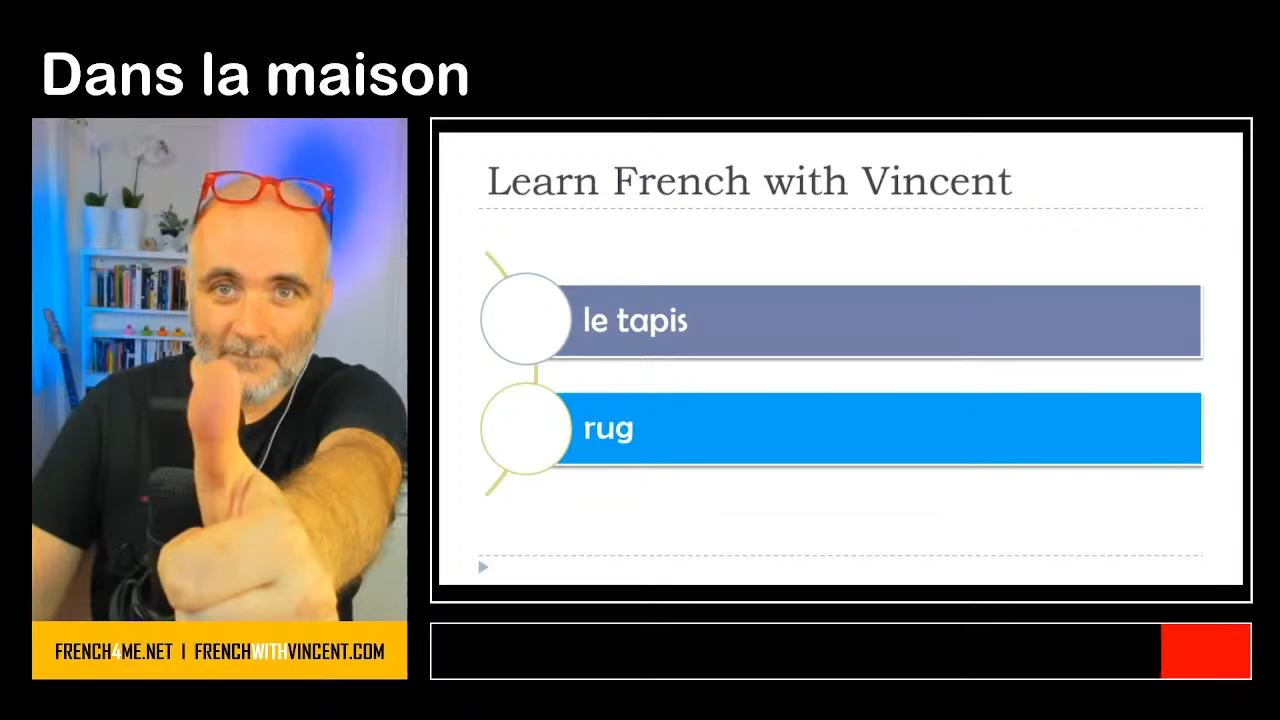 Dans la maison
Learn French with Vincent
le tapis
rug
FRENCH4ME.NET | FRENCHWITHVINCENT.COM